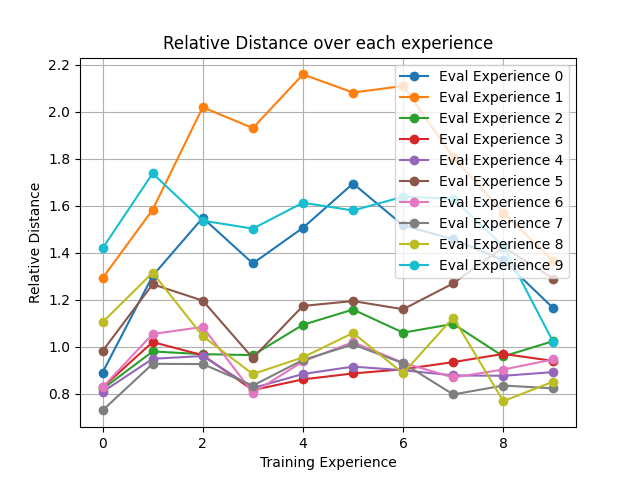 Relative Distance over each experience
2.2
2.0
1.8
1.6
1.4
1.2
1.0
0.8
Relative Distance
Eval Experience 0
Eval Experience 1
Eval Experience 2
Eval Experience 3
Eval Experience 4
Eval Experience 5
Eval Experience 6
Eval Experience 7
Eval Experience 8
Eval Experience 9
0 2 4 6 8
Training Experience